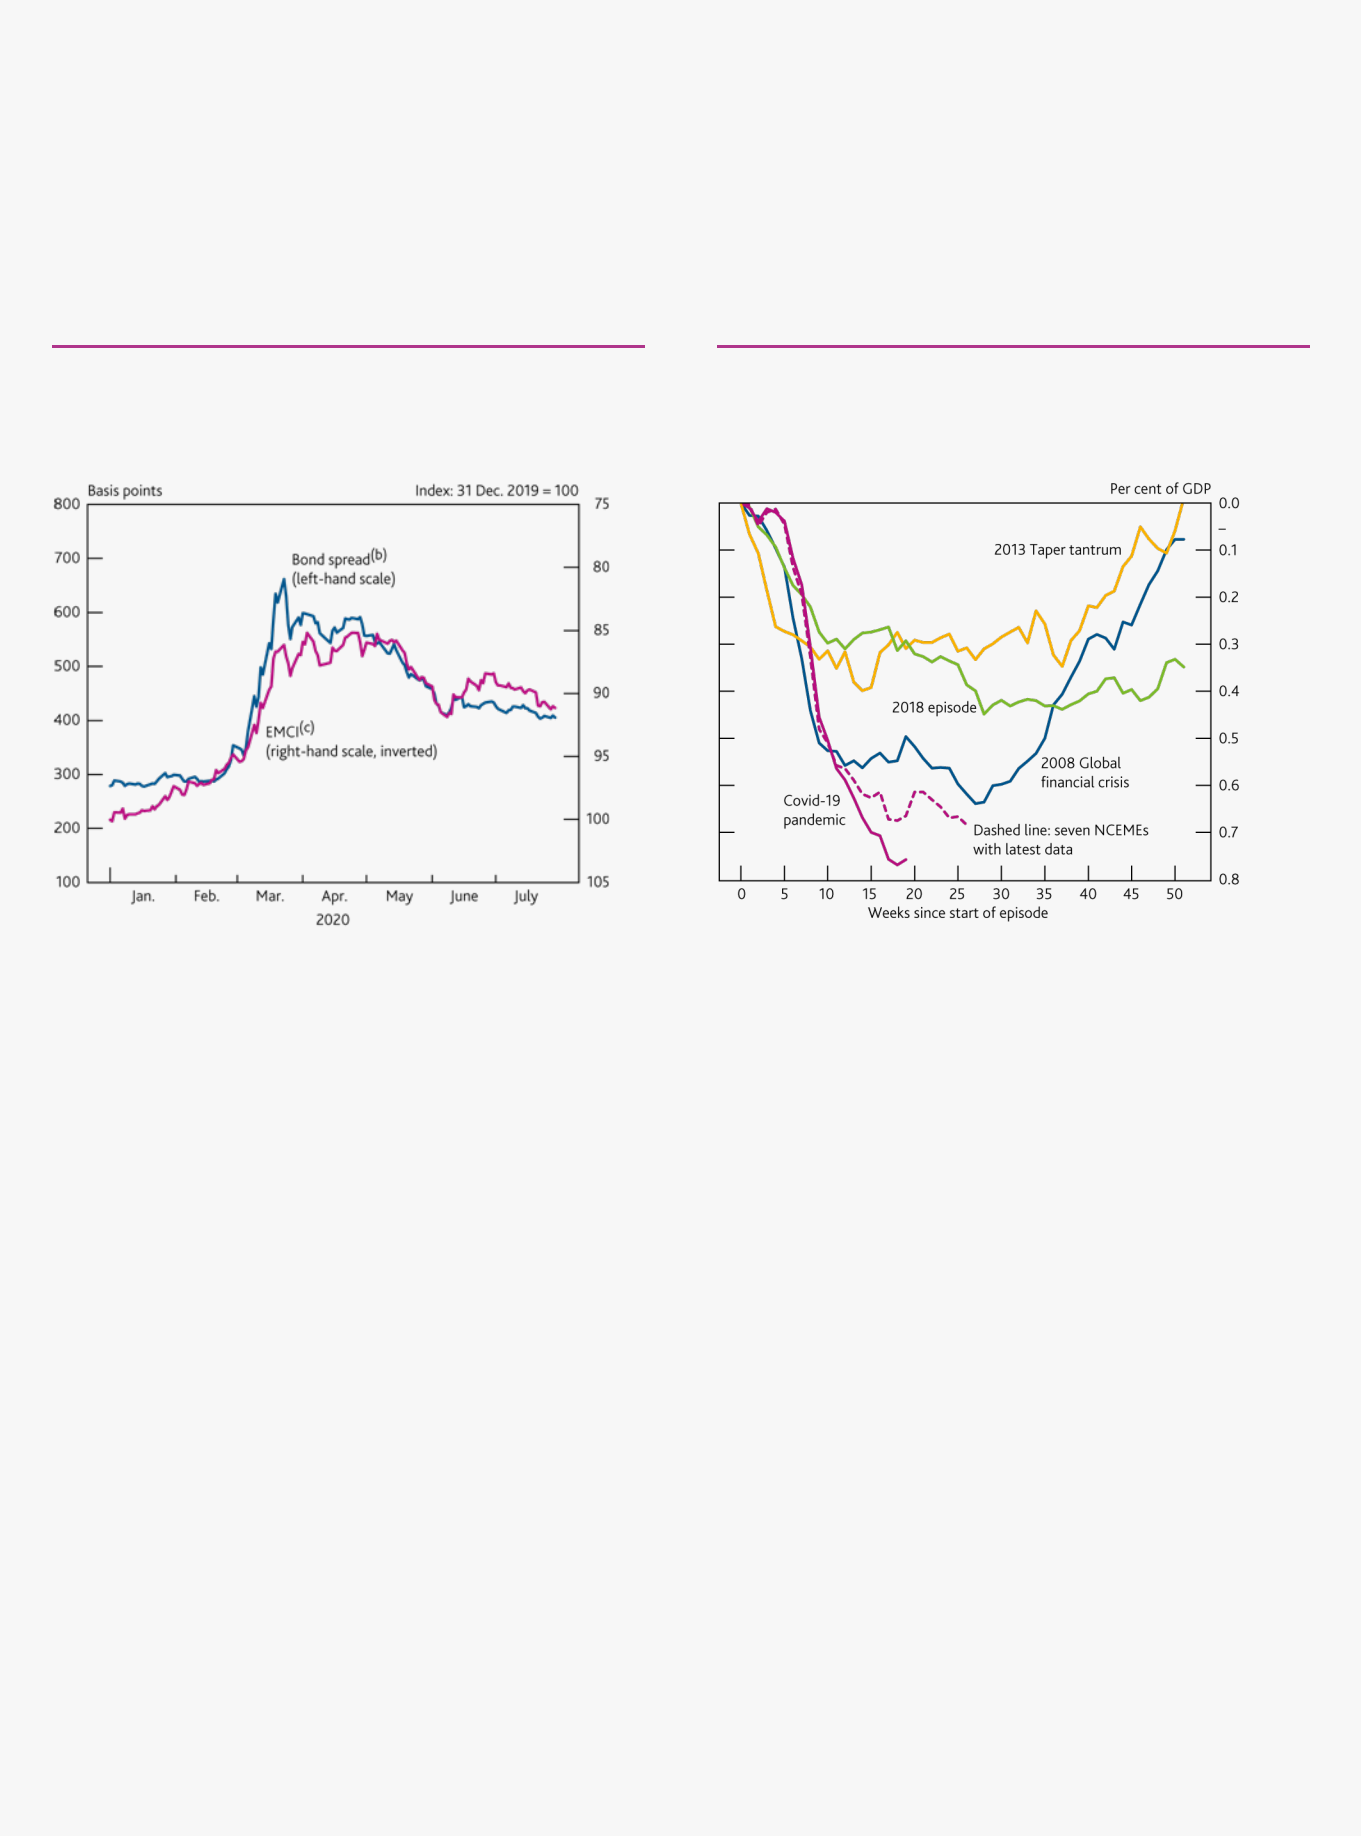 Basis points
Index: 31 Dec. 2019 = 100
800
700
600
500
400
300
200
100
75
80
85
90
95
100
105
Bond spread(b)
(left-hand scale)
EMCI(c)
(right-hand scale, inverted)
Jan.
Feb.
Mar.
Apr.
May
June
July
2020
Per cent of GDP
0.0
–
0.1
0.2
0.3
0.4
0.5
0.6
0.7
0.8
2013 Taper tantrum
2018 episode
2008 Global
financial crisis
Covid-19
pandemic
Dashed line: seven NCEMEs
with latest data
0
5
10
15
20
25
30
35
40
45
50
Weeks since start of episode